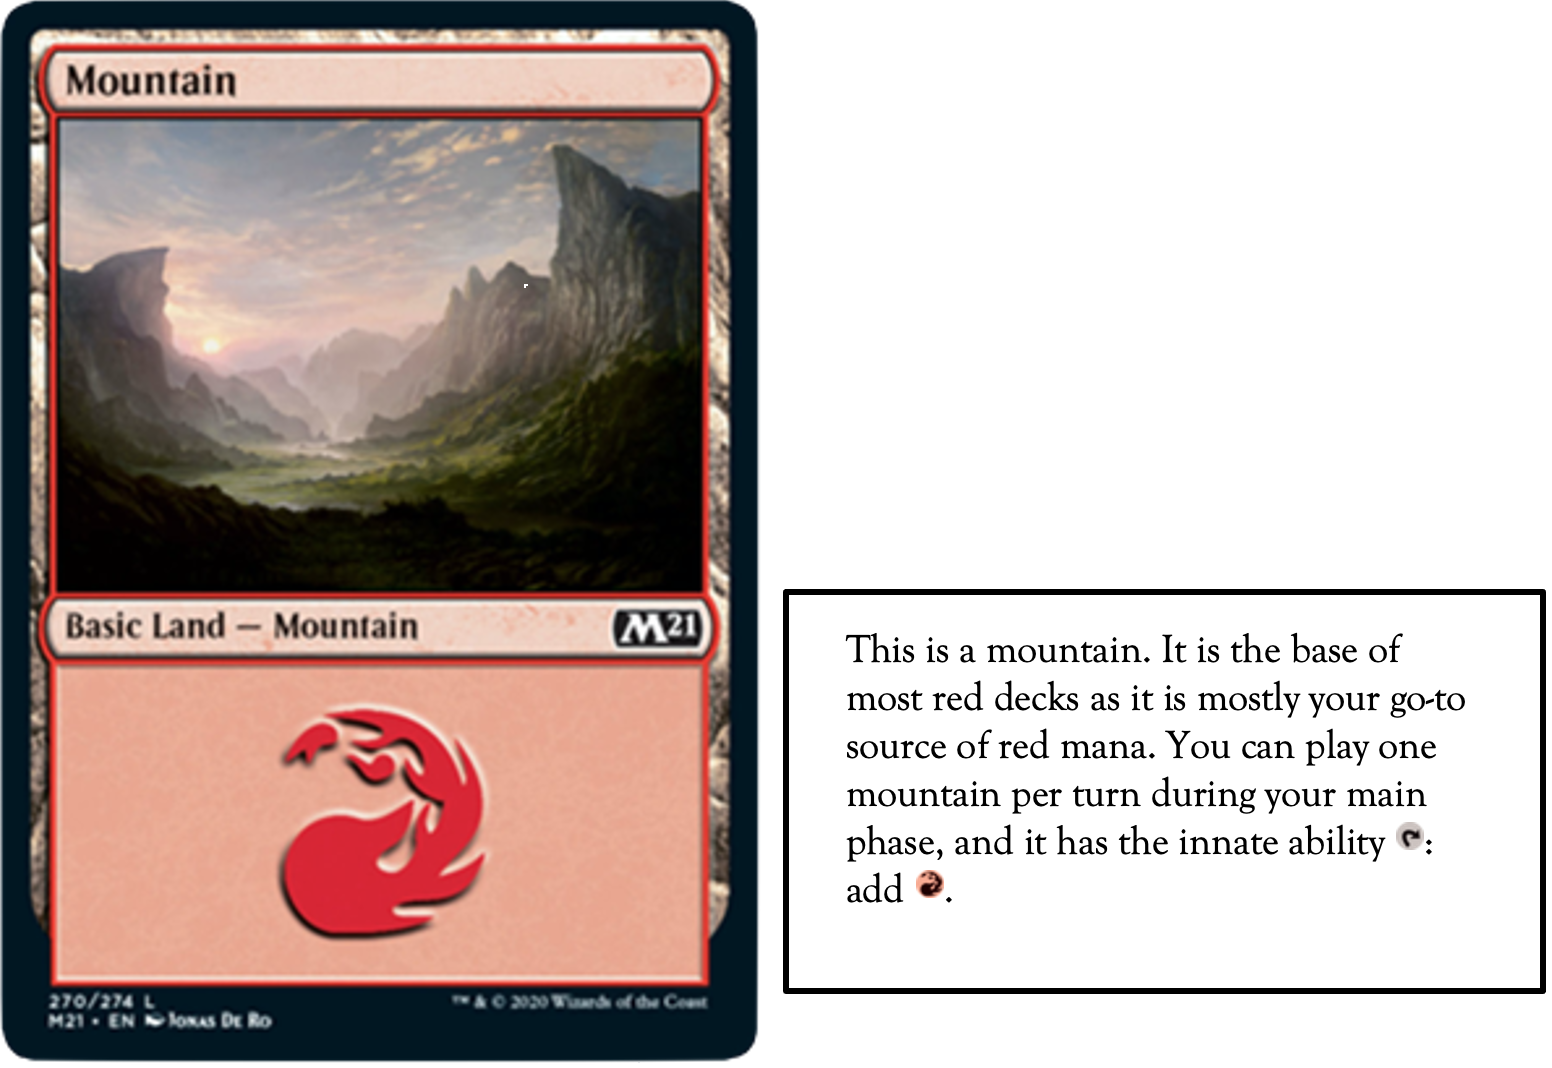 Mountain
Basic Land — Mountain
M21
270/274 L
M21 • EN Jonas De Ro
™ & © 2020 Wizards of the Coast
This is a mountain. It is the base of
most red decks as it is mostly your go-to
source of red mana. You can play one
mountain per turn during your main
phase, and it has the innate ability :
add .